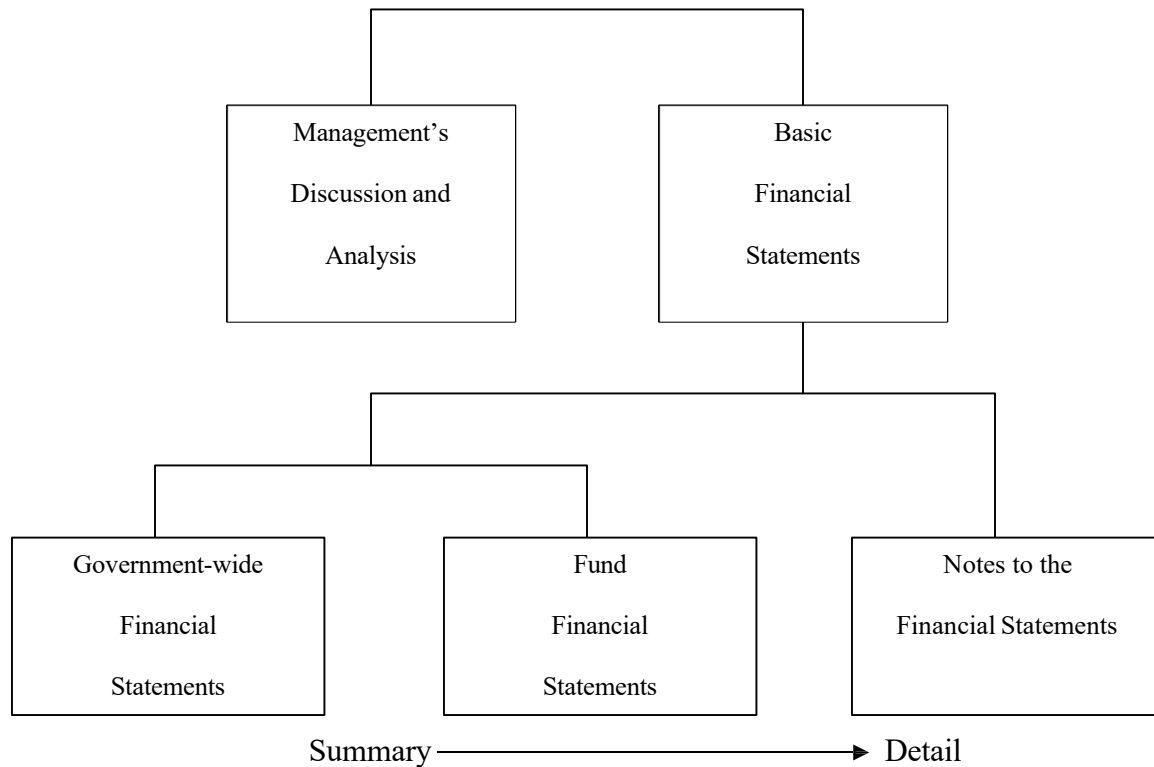 Management’s
Discussion and
Analysis
Basic
Financial
Statements
Government-wide
Financial
Statements
Fund
Financial
Statements
Notes to the
Financial Statements
Summary
Detail